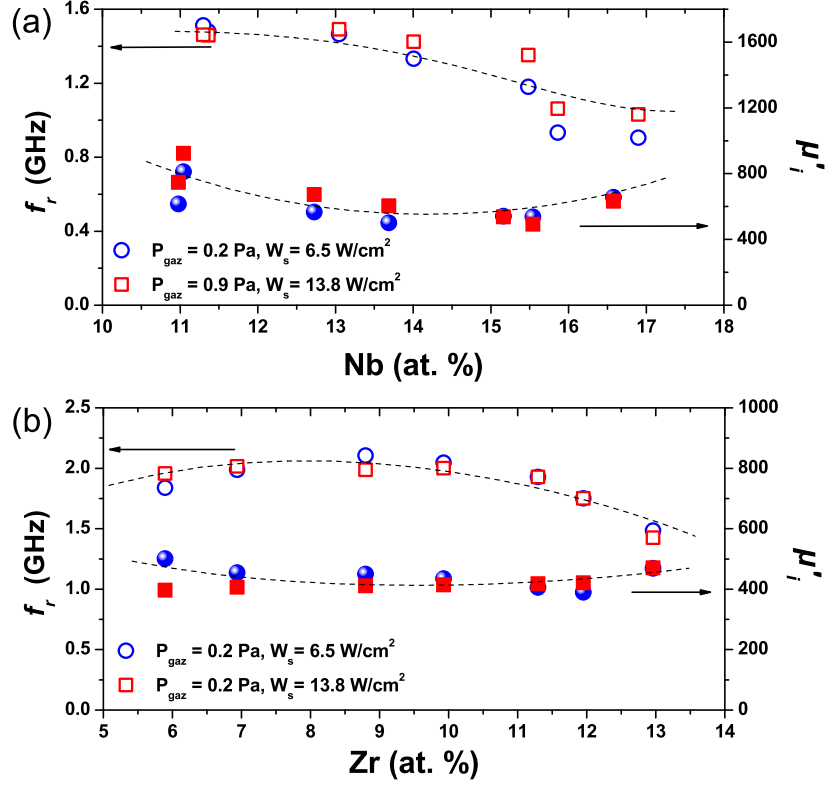 (a)
1.6
1.2
0.8
0.4
0.0
f_r (GHz)
1600
1200
800
400
0
μ'_i
P_gaz = 0.2 Pa, W_s = 6.5 W/cm²
P_gaz = 0.9 Pa, W_s = 13.8 W/cm²
10 11 12 13 14 15 16 17 18
Nb (at. %)
(b)
2.5
2.0
1.5
1.0
0.5
0.0
f_r (GHz)
1000
800
600
400
200
0
μ'_i
P_gaz = 0.2 Pa, W_s = 6.5 W/cm²
P_gaz = 0.2 Pa, W_s = 13.8 W/cm²
5 6 7 8 9 10 11 12 13 14
Zr (at. %)